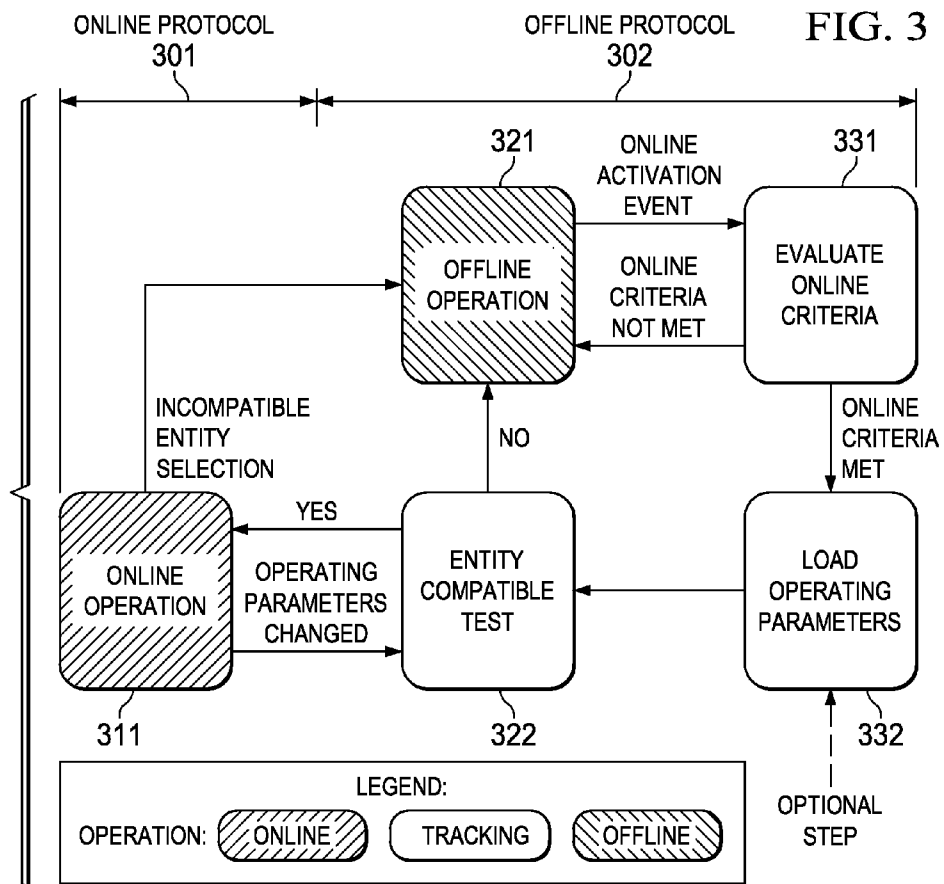 ONLINE PROTOCOL
301
OFFLINE PROTOCOL
302
FIG. 3
321
ONLINE
ACTIVATION
EVENT
331
OFFLINE
OPERATION
ONLINE
CRITERIA
NOT MET
EVALUATE
ONLINE
CRITERIA
INCOMPATIBLE
ENTITY
SELECTION
NO
ONLINE
CRITERIA
MET
YES
ONLINE
OPERATION
OPERATING
PARAMETERS
CHANGED
ENTITY
COMPATIBLE
TEST
LOAD
OPERATING
PARAMETERS
311
322
332
LEGEND:
OPERATION: ONLINE TRACKING OFFLINE
OPTIONAL
STEP